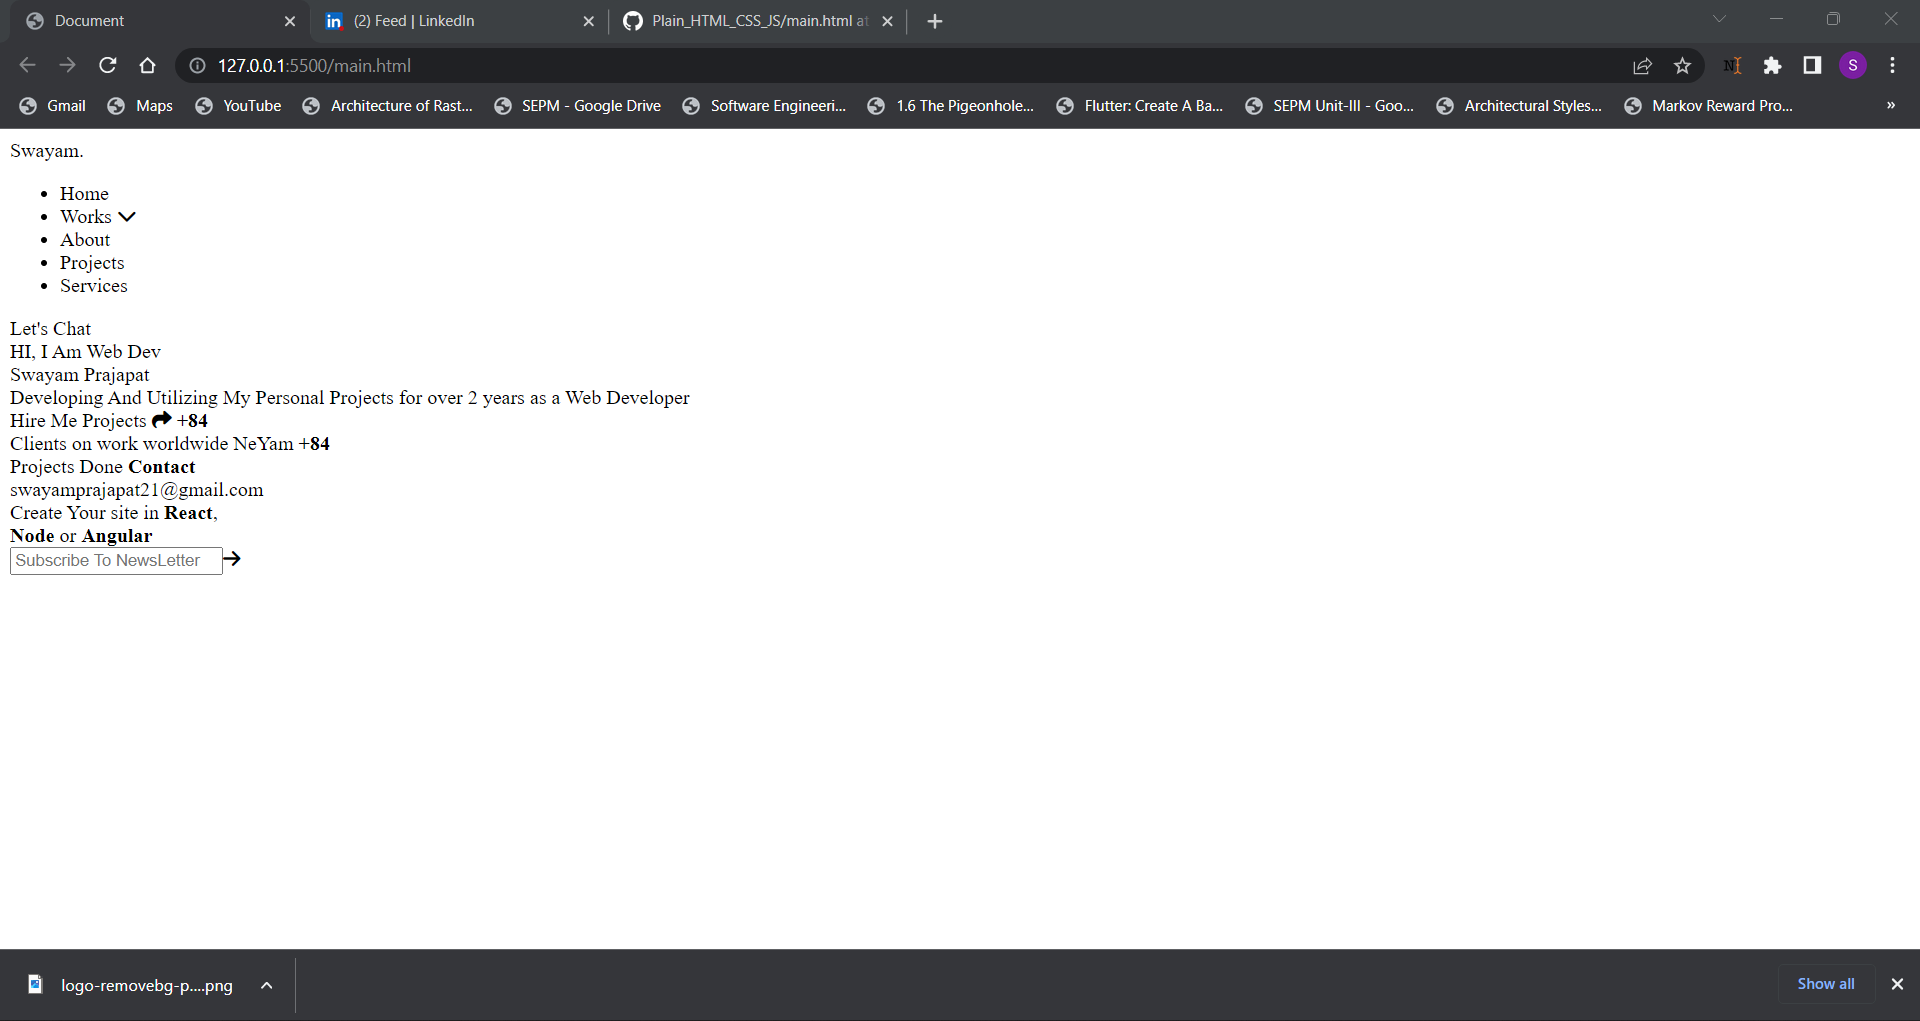 Document
(2) Feed | LinkedIn
Plain_HTML_CSS_JS/main.html at
127.0.0.1:5500/main.html
S
Gmail
Maps
YouTube
Architecture of Rast...
SEPM - Google Drive
Software Engineeri...
1.6 The Pigeonhole...
Flutter: Create A Ba...
SEPM Unit-III - Goo...
Architectural Styles...
Markov Reward Pro...
»
Swayam.
Home
Works
About
Projects
Services
Let's Chat
HI, I Am Web Dev
Swayam Prajapat
Developing And Utilizing My Personal Projects for over 2 years as a Web Developer
Hire Me Projects +84
Clients on work worldwide NeYam +84
Projects Done Contact
swayamprajapat21@gmail.com
Create Your site in React,
Node or Angular
Subscribe To NewsLetter
logo-removebg-p....png
Show all